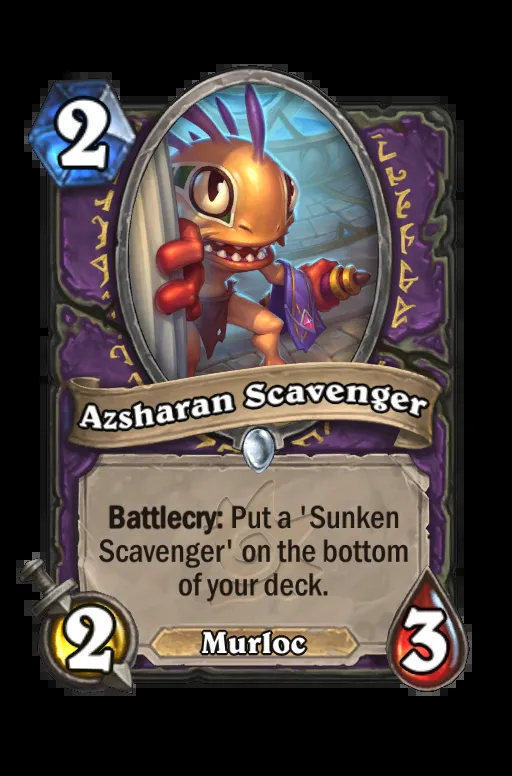 2
Azsharan Scavenger
Battlecry: Put a 'Sunken
Scavenger' on the bottom
of your deck.
2
Murloc
3